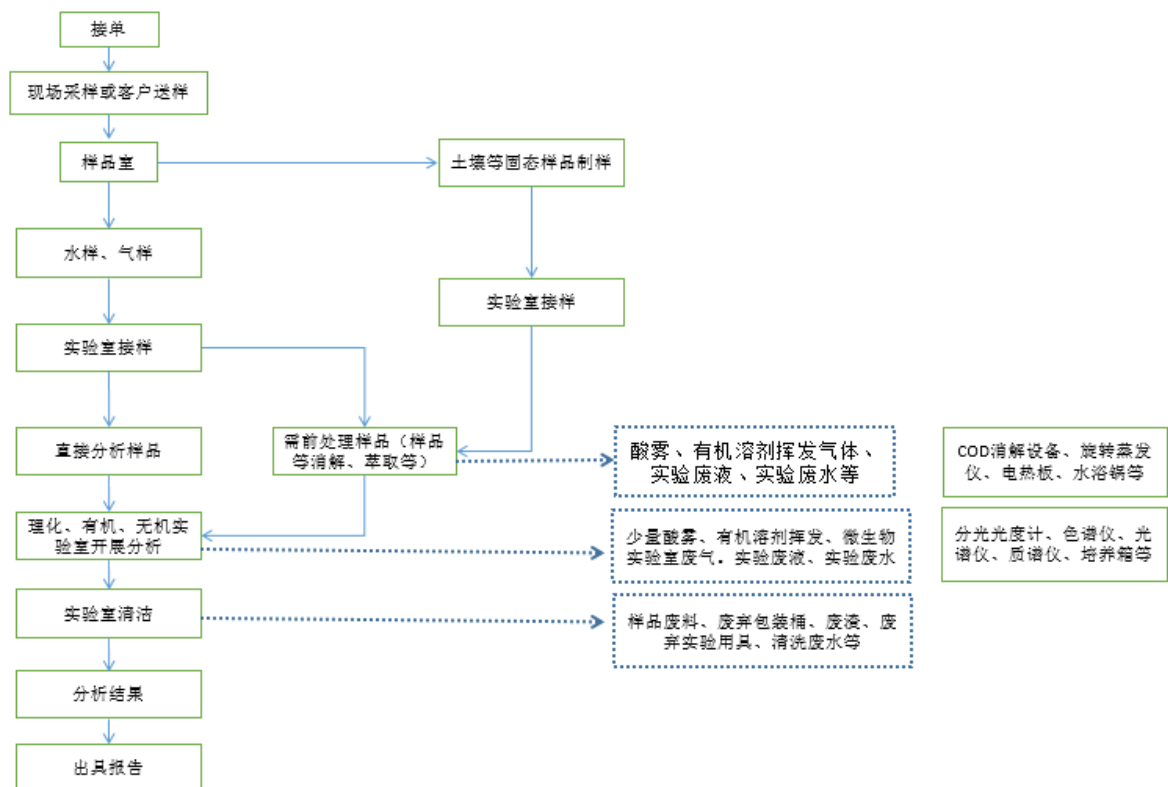 接单
现场采样或客户送样
样品室
土壤等固态样品制样
水样、气样
实验室接样
实验室接样
直接分析样品
需前处理样品（样品
等消解、萃取等）
酸雾、有机溶剂挥发气体、
实验废液、实验废水等
COD消解设备、旋转蒸发
仪、电热板、水浴锅等
理化、有机、无机实
验室开展分析
少量酸雾、有机溶剂挥发、微生物
实验室废气．实验废液、实验废水
分光光度计、色谱仪、光
谱仪、质谱仪、培养箱等
实验室清洁
样品废料、废弃包装桶、废渣、废
弃实验用具、清洗废水等
分析结果
出具报告